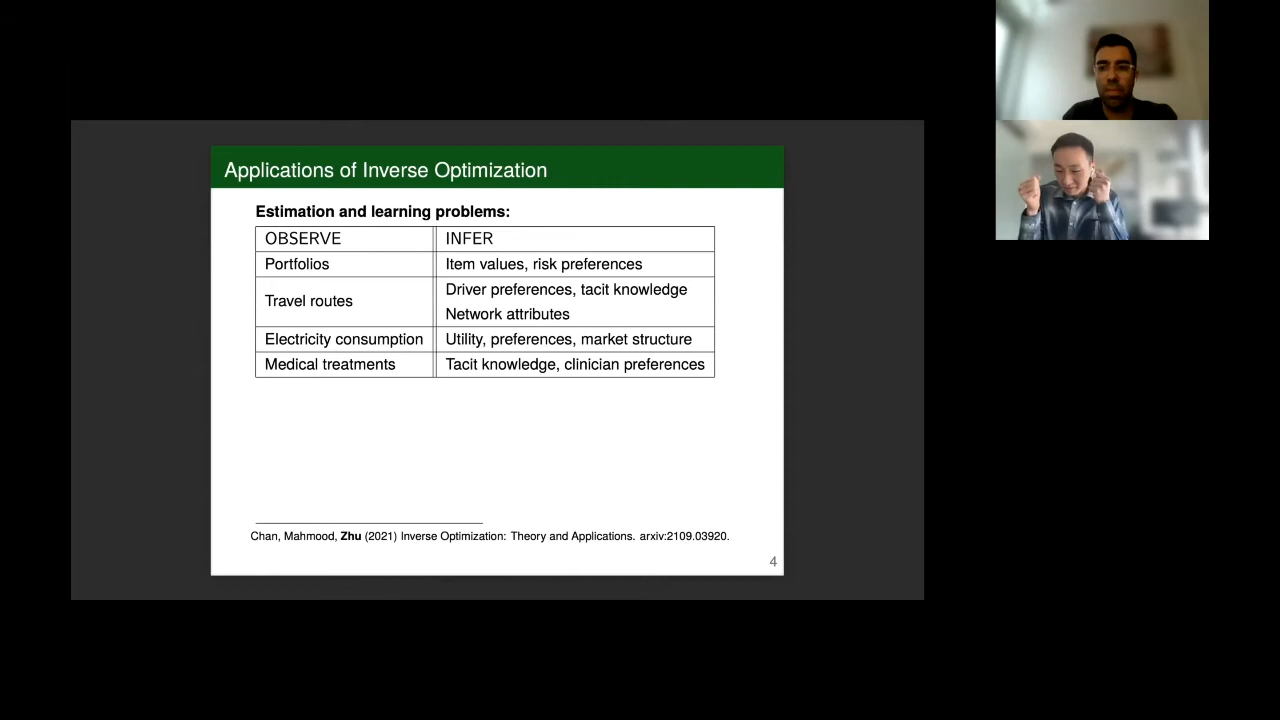 Applications of Inverse Optimization
Estimation and learning problems:
OBSERVE INFER
Portfolios Item values, risk preferences
Travel routes Driver preferences, tacit knowledge
Network attributes
Electricity consumption Utility, preferences, market structure
Medical treatments Tacit knowledge, clinician preferences
Chan, Mahmood, Zhu (2021) Inverse Optimization: Theory and Applications. arxiv:2109.03920.
4